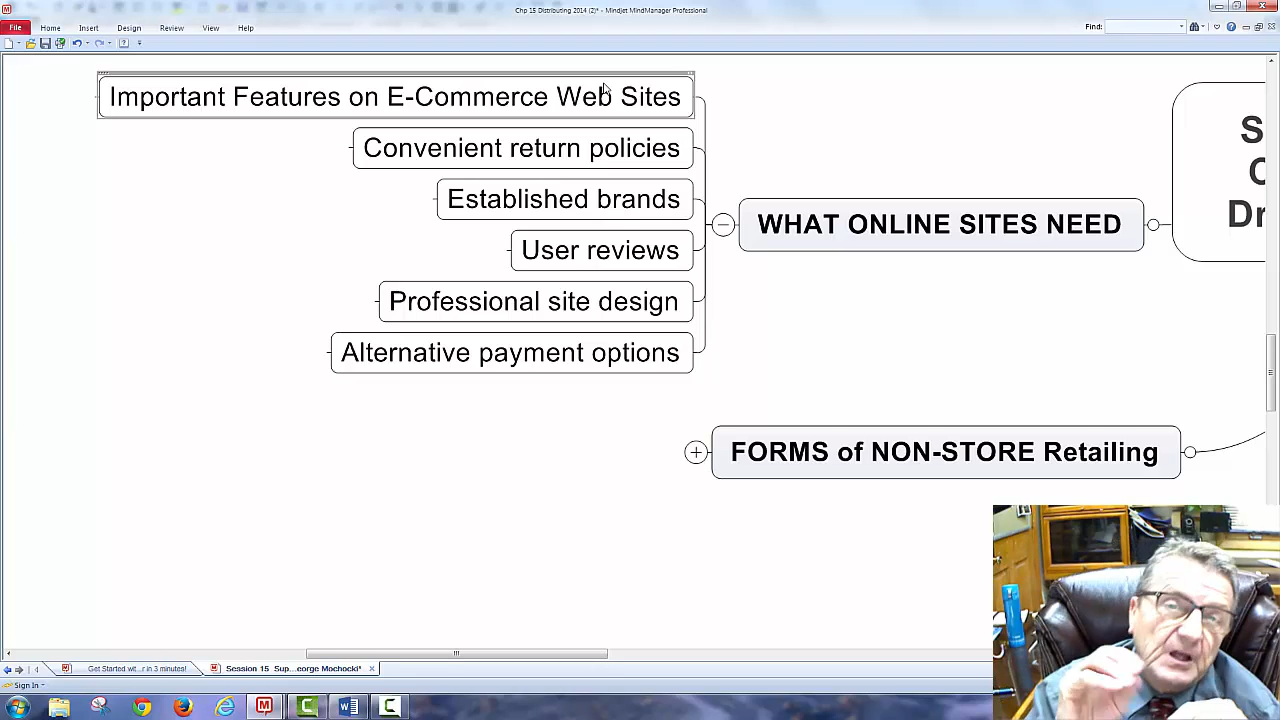 Chp 15 Distributing 2014 (2)* - Mindjet MindManager Professional
File Home Insert Design Review View Help Find:
Important Features on E-Commerce Web Sites
Convenient return policies
Established brands
User reviews
Professional site design
Alternative payment options
WHAT ONLINE SITES NEED
S
Dr
FORMS of NON-STORE Retailing
Get Started wit...r in 3 minutes! Session 15 Sup...eorge Mochocki*
Sign In